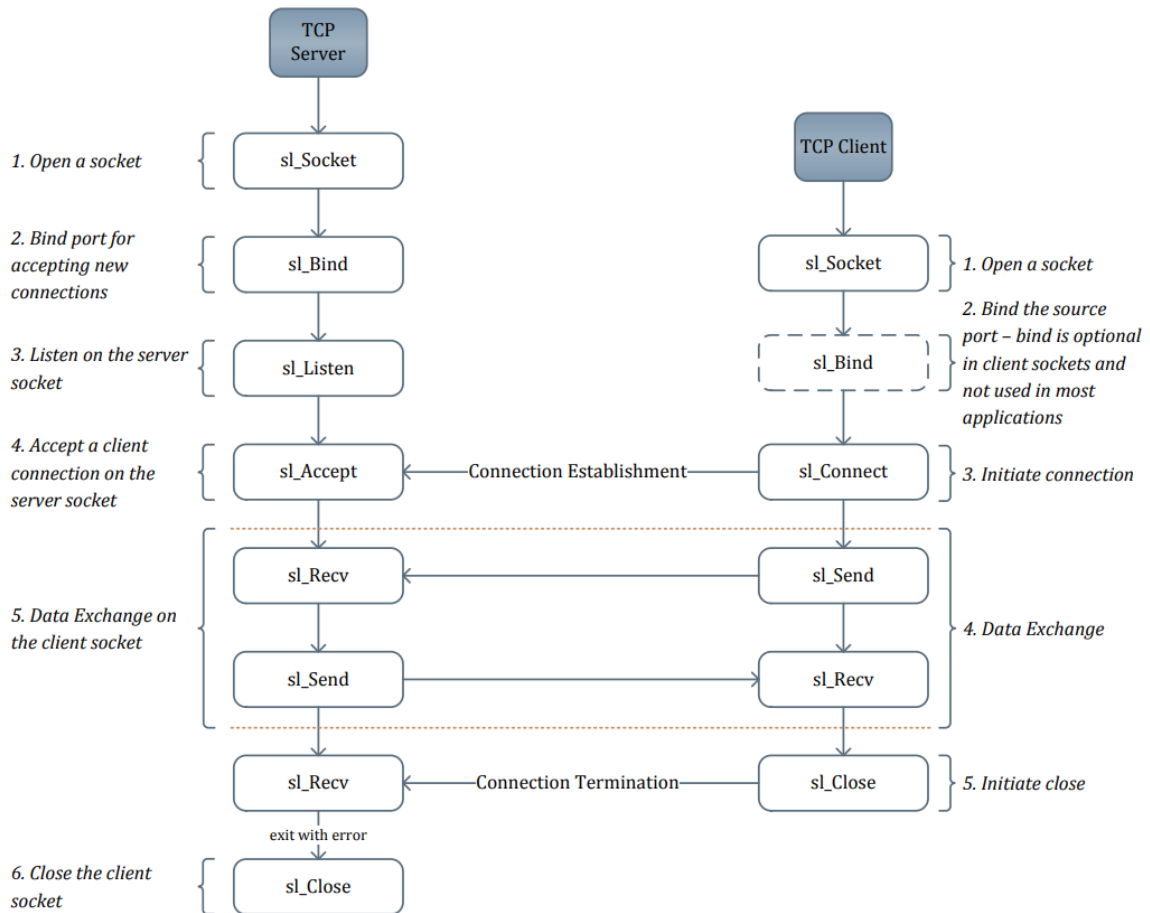 TCP
Server
1. Open a socket
sl_Socket
2. Bind port for
accepting new
connections
sl_Bind
3. Listen on the server
socket
sl_Listen
4. Accept a client
connection on the
server socket
sl_Accept
Connection Establishment
5. Data Exchange on
the client socket
sl_Recv
sl_Send
sl_Recv
Connection Termination
exit with error
6. Close the client
socket
sl_Close
TCP Client
sl_Socket
1. Open a socket
sl_Bind
2. Bind the source
port – bind is optional
in client sockets and
not used in most
applications
sl_Connect
3. Initiate connection
sl_Send
sl_Recv
4. Data Exchange
sl_Close
5. Initiate close